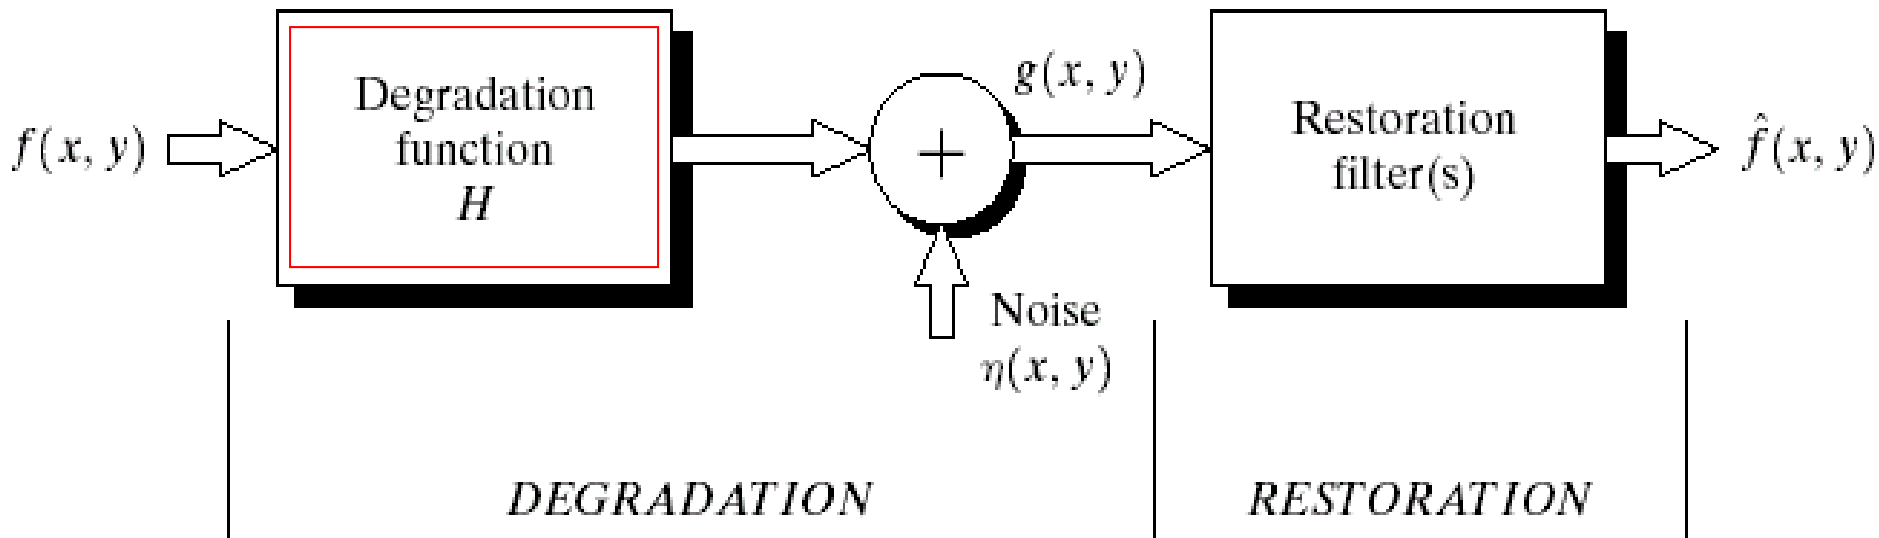 f(x, y)
Degradation
function
H
+
g(x, y)
Noise
η(x, y)
Restoration
filter(s)
f̂(x, y)
DEGRADATION
RESTORATION